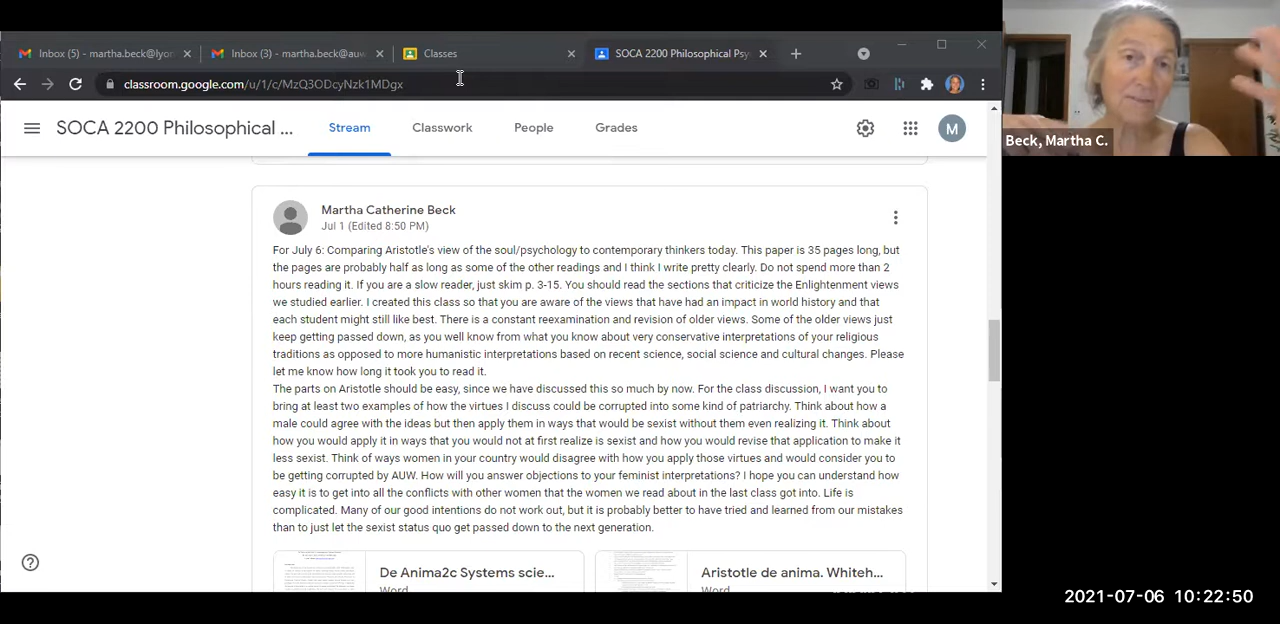 Inbox (5) - martha.beck@lyon
Inbox (3) - martha.beck@auw
Classes
SOCA 2200 Philosophical Psy
classroom.google.com/u/1/c/MzQ3ODcyNzk1MDgx
Beck, Martha C.
SOCA 2200 Philosophical ...
Stream
Classwork
People
Grades
M
Martha Catherine Beck
Jul 1 (Edited 8:50 PM)
For July 6: Comparing Aristotle's view of the soul/psychology to contemporary thinkers today. This paper is 35 pages long, but
the pages are probably half as long as some of the other readings and I think I write pretty clearly. Do not spend more than 2
hours reading it. If you are a slow reader, just skim p. 3-15. You should read the sections that criticize the Enlightenment views
we studied earlier. I created this class so that you are aware of the views that have had an impact in world history and that
each student might still like best. There is a constant reexamination and revision of older views. Some of the older views just
keep getting passed down, as you well know from what you know about very conservative interpretations of your religious
traditions as opposed to more humanistic interpretations based on recent science, social science and cultural changes. Please
let me know how long it took you to read it.
The parts on Aristotle should be easy, since we have discussed this so much by now. For the class discussion, I want you to
bring at least two examples of how the virtues I discuss could be corrupted into some kind of patriarchy. Think about how a
male could agree with the ideas but then apply them in ways that would be sexist without them even realizing it. Think about
how you would apply it in ways that you would not at first realize is sexist and how you would revise that application to make it
less sexist. Think of ways women in your country would disagree with how you apply those virtues and would consider you to
be getting corrupted by AUW. How will you answer objections to your feminist interpretations? I hope you can understand how
easy it is to get into all the conflicts with other women that the women we read about in the last class got into. Life is
complicated. Many of our good intentions do not work out, but it is probably better to have tried and learned from our mistakes
than to just let the sexist status quo get passed down to the next generation.
De Anima2c Systems scie...
Word
Aristotle de anima. Whiteh...
Word
2021-07-06 10:22:50